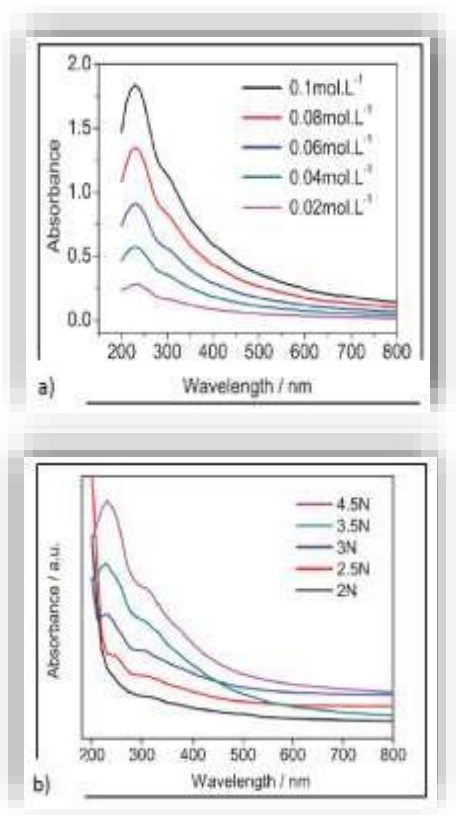 2.0
1.5
1.0
0.5
0.0
Absorbance
0.1mol.L⁻¹
0.08mol.L⁻¹
0.06mol.L⁻¹
0.04mol.L⁻¹
0.02mol.L⁻¹
200 300 400 500 600 700 800
Wavelength / nm
a)
Absorbance / a.u.
4.5N
3.5N
3N
2.5N
2N
200 300 400 500 600 700 800
Wavelength / nm
b)